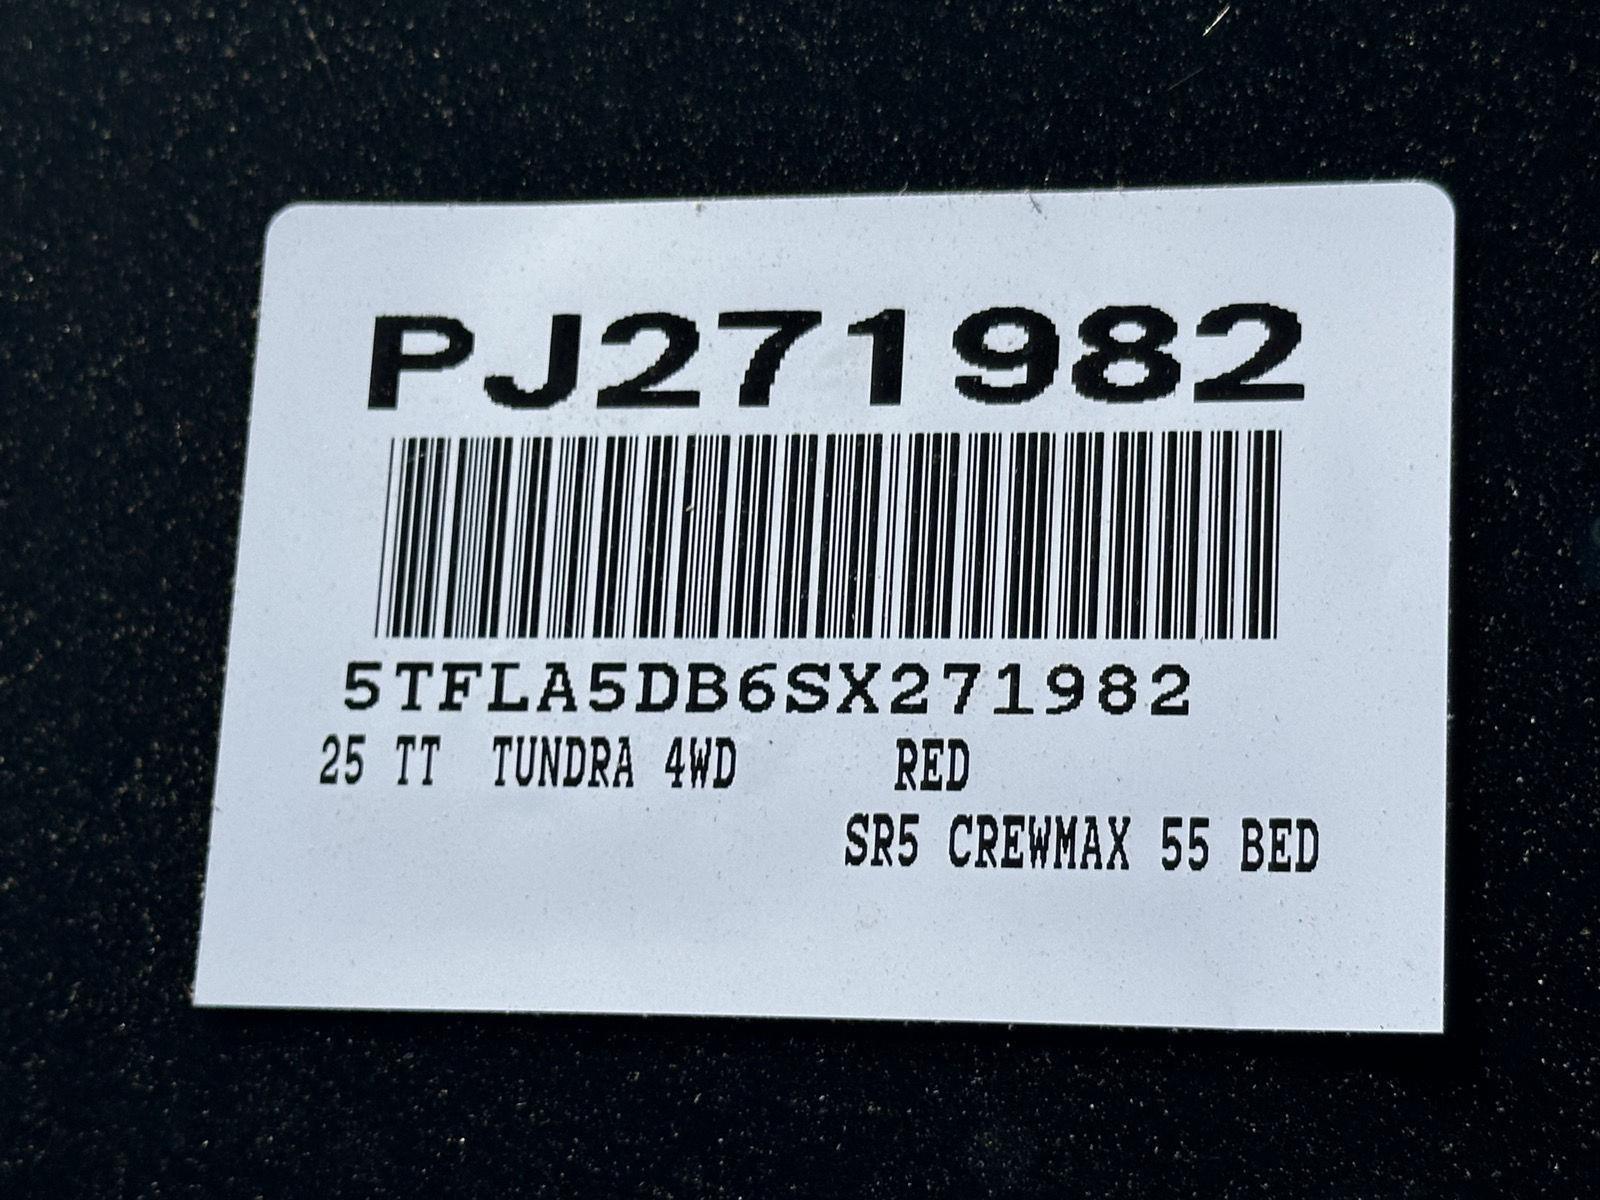 PJ271982
5TFLA5DB6SX271982
25 TT TUNDRA 4WD RED
SR5 CREWMAX 55 BED